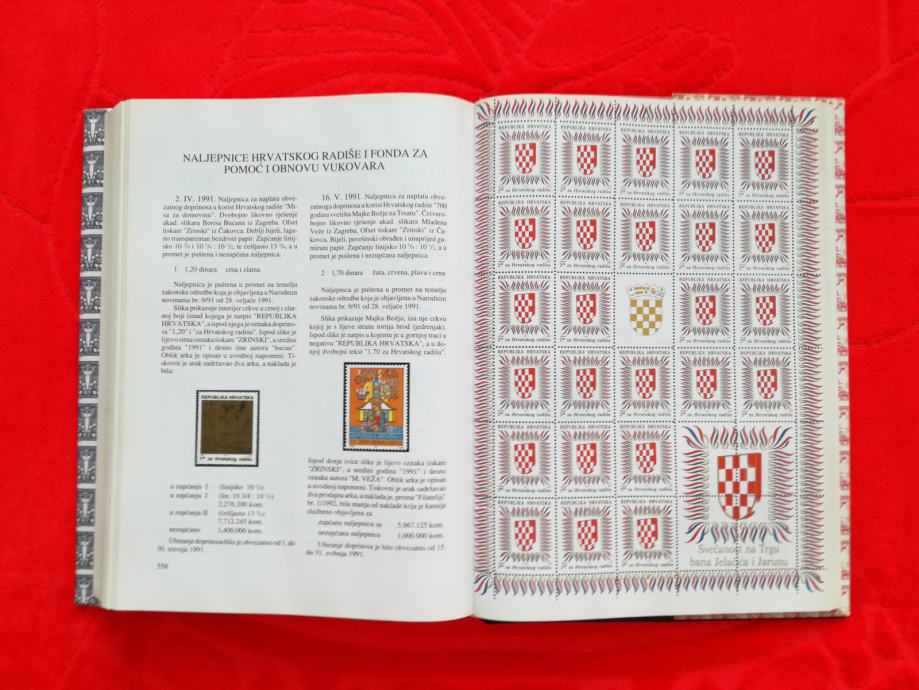 NALJEPNICE HRVATSKOG RADIŠE I FONDA ZA
POMOĆ I OBNOVU VUKOVARA
2. IV. 1991. Naljepnica za naplatu obve-
zatnog doprinosa u korist Hrvatskog radiše "Mi-
sa za domovinu". Dvobojno likovno rješenje
akad. slikara Borisa Bućana iz Zagreba. Ofset
tiskare "Zrinski" iz Čakovca. Deblji bijeli, laga-
no transparentan bezdrvni papir. Zupčanje linij-
sko 10 ¾ : 10 ½, te češljano 13 ¼, a u
promet je puštena i nezupčana naljepnica.
1 1,20 dinara crna i zlatna
Naljepnica je puštena u promet na temelju
zakonske odredbe koja je objavljena u Narodnim
novinama br. 9/91 od 28. veljače 1991.
Slika prikazuje interijer crkve u crnoj i zlat-
noj boji iznad kojega je natpis "REPUBLIKA
HRVATSKA", a ispod njega je oznaka doprino-
sa "1,20" i "za Hrvatskog radišu". Ispod slike je
lijevo sitna oznaka tiskare "ZRINSKI", u sredini
godina "1991" i desno ime autora "bućan".
Oblik arka je opisan u uvodnoj napomeni. Ti-
skovni je arak sadržavao dva arka, a naklada je
bila:
REPUBLIKA HRVATSKA
za Hrvatskog radišu
u zupčanju I (linijsko 10 ¾)
u zupčanju I (lin. 10 3/4 : 10 ½)
2,276.200 kom.
u zupčanju II (češljasto 13 ¼)
7,712.245 kom.
nezupčano 1,400.000 kom.
Ubiranje doprinosa bilo je obvezatno od 1. do
30. travnja 1991.
558
16. V. 1991. Naljepnica za naplatu obve-
zatnoga doprinosa u korist Hrvatskog radiše "700
godina svetišta Majke Božje na Trsatu". Četvero-
bojno likovno rješenje akad. slikara Mladena
Veže iz Zagreba. Ofset tiskare "Zrinski" iz Ča-
kovca. Bijeli, površinski obrađen i unaprijed gu-
mirani papir. Zupčanje linijsko 10 ¾ : 10 ½, a u
promet je puštena i nezupčana naljepnica.
2 1,70 dinara žuta, crvena, plava i crna
Naljepnica je puštena u promet na temelju
zakonske odredbe koja je objavljena u Narodnim
novinama br. 9/91 od 28. veljače 1991.
Slika prikazuje Majku Božju, iza nje crkvu
kojoj je s lijeve strane tornja brod (jedrenjak).
Ispod slike je natpis u kojemu je u gornjoj traci u
negativu "REPUBLIKA HRVATSKA", a u do-
njoj dvobojni tekst "1.70 za Hrvatskog radišu".
Ispod donje ivice slike je lijevo oznaka tiskare
"ZRINSKI", u sredini godina "1991" i desno
oznaka autora "M. VEŽA". Oblik arka je opisan
u uvodnoj napomeni. Tiskovni je arak sadržavao
dva prodajna arka, a naklada je, prema "Filatelija"
br. 1/1992, bila manja od naklade koja je kasnije
službeno objavljena za
zupčana naljepnica sa 5,967.125 kom.
nezupčanu naljepnicu 1,000.000 kom.
Ubiranje doprinosa je bilo obvezatno od 15.
do 31. svibnja 1991.
REPUBLIKA HRVATSKA
za Hrvatskog radišu
Svečanost na Trgu
bana Jelačića i Jarunu